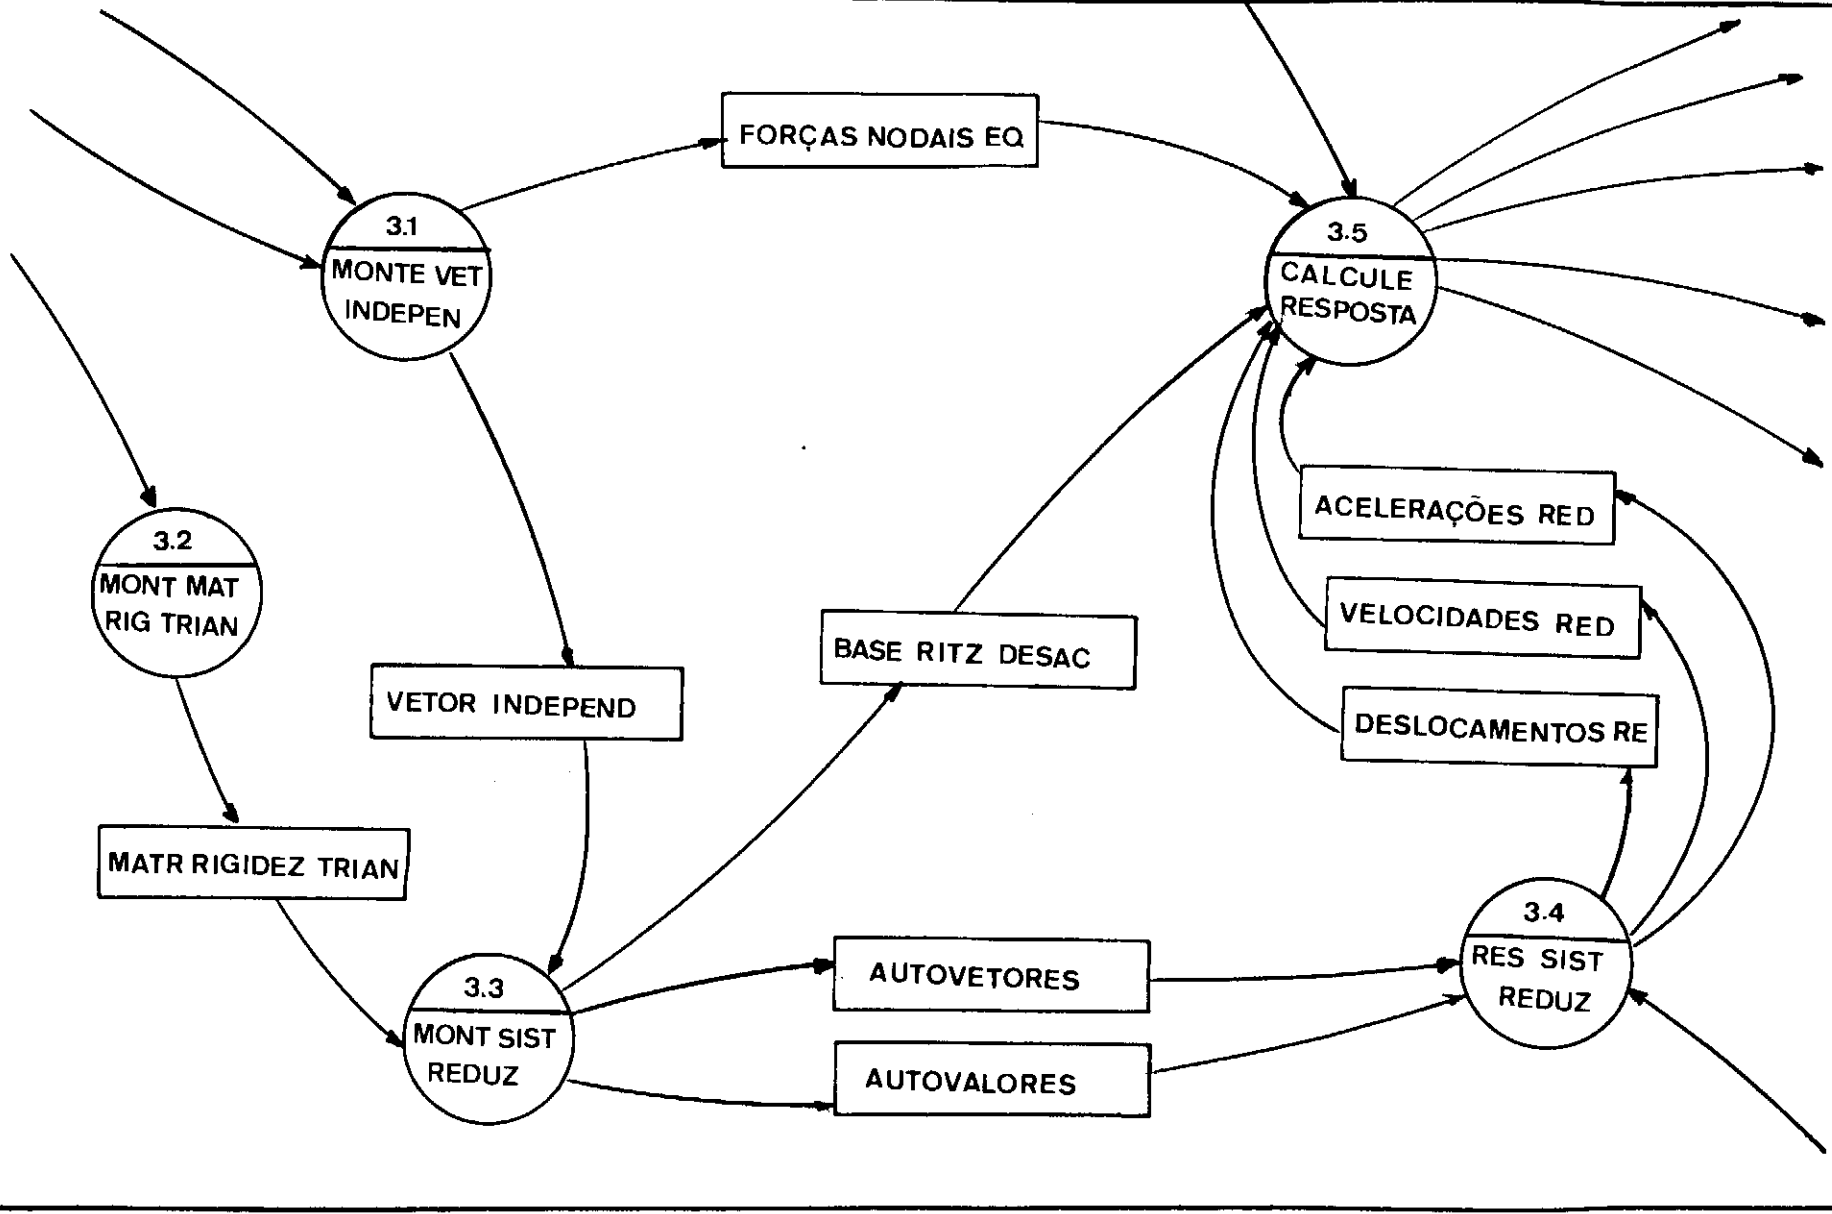 FORÇAS NODAIS EQ
3.1
MONTE VET
INDEPEN
3.5
CALCULE
RESPOSTA
ACELERAÇÕES RED
3.2
MONT MAT
RIG TRIAN
VELOCIDADES RED
BASE RITZ DESAC
VETOR INDEPEND
DESLOCAMENTOS RE
MATR RIGIDEZ TRIAN
3.4
RES SIST
REDUZ
3.3
MONT SIST
REDUZ
AUTOVETORES
AUTOVALORES